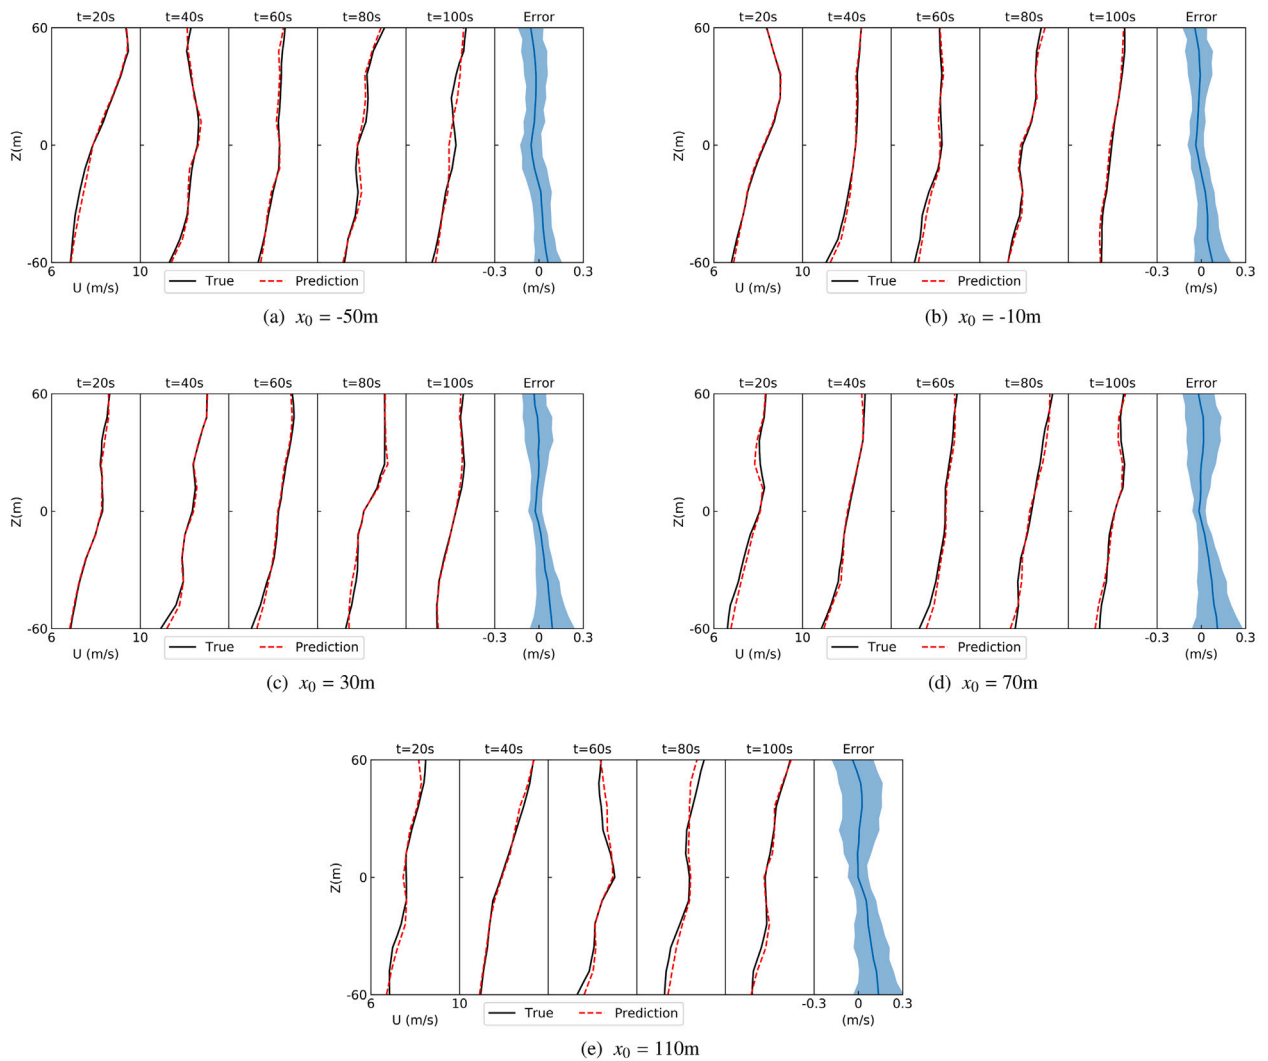 t=20s t=40s t=60s t=80s t=100s Error
60
Z(m)
0
-60
6 10 -0.3 0 0.3
U (m/s) True Prediction (m/s)
(a) x₀ = -50m
t=20s t=40s t=60s t=80s t=100s Error
60
Z(m)
0
-60
6 10 -0.3 0 0.3
U (m/s) True Prediction (m/s)
(b) x₀ = -10m
t=20s t=40s t=60s t=80s t=100s Error
60
Z(m)
0
-60
6 10 -0.3 0 0.3
U (m/s) True Prediction (m/s)
(c) x₀ = 30m
t=20s t=40s t=60s t=80s t=100s Error
60
Z(m)
0
-60
6 10 -0.3 0 0.3
U (m/s) True Prediction (m/s)
(d) x₀ = 70m
t=20s t=40s t=60s t=80s t=100s Error
60
Z(m)
0
-60
6 10 -0.3 0 0.3
U (m/s) True Prediction (m/s)
(e) x₀ = 110m